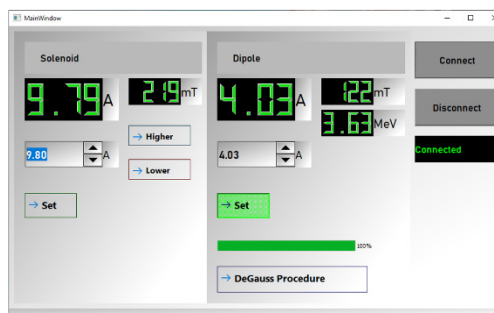 MainWindow
Solenoid
9.79 A
219 mT
9.80 A
→ Higher
→ Lower
→ Set
Dipole
4.03 A
122 mT
3.63 MeV
4.03 A
→ Set
100%
→ DeGauss Procedure
Connect
Disconnect
Connected